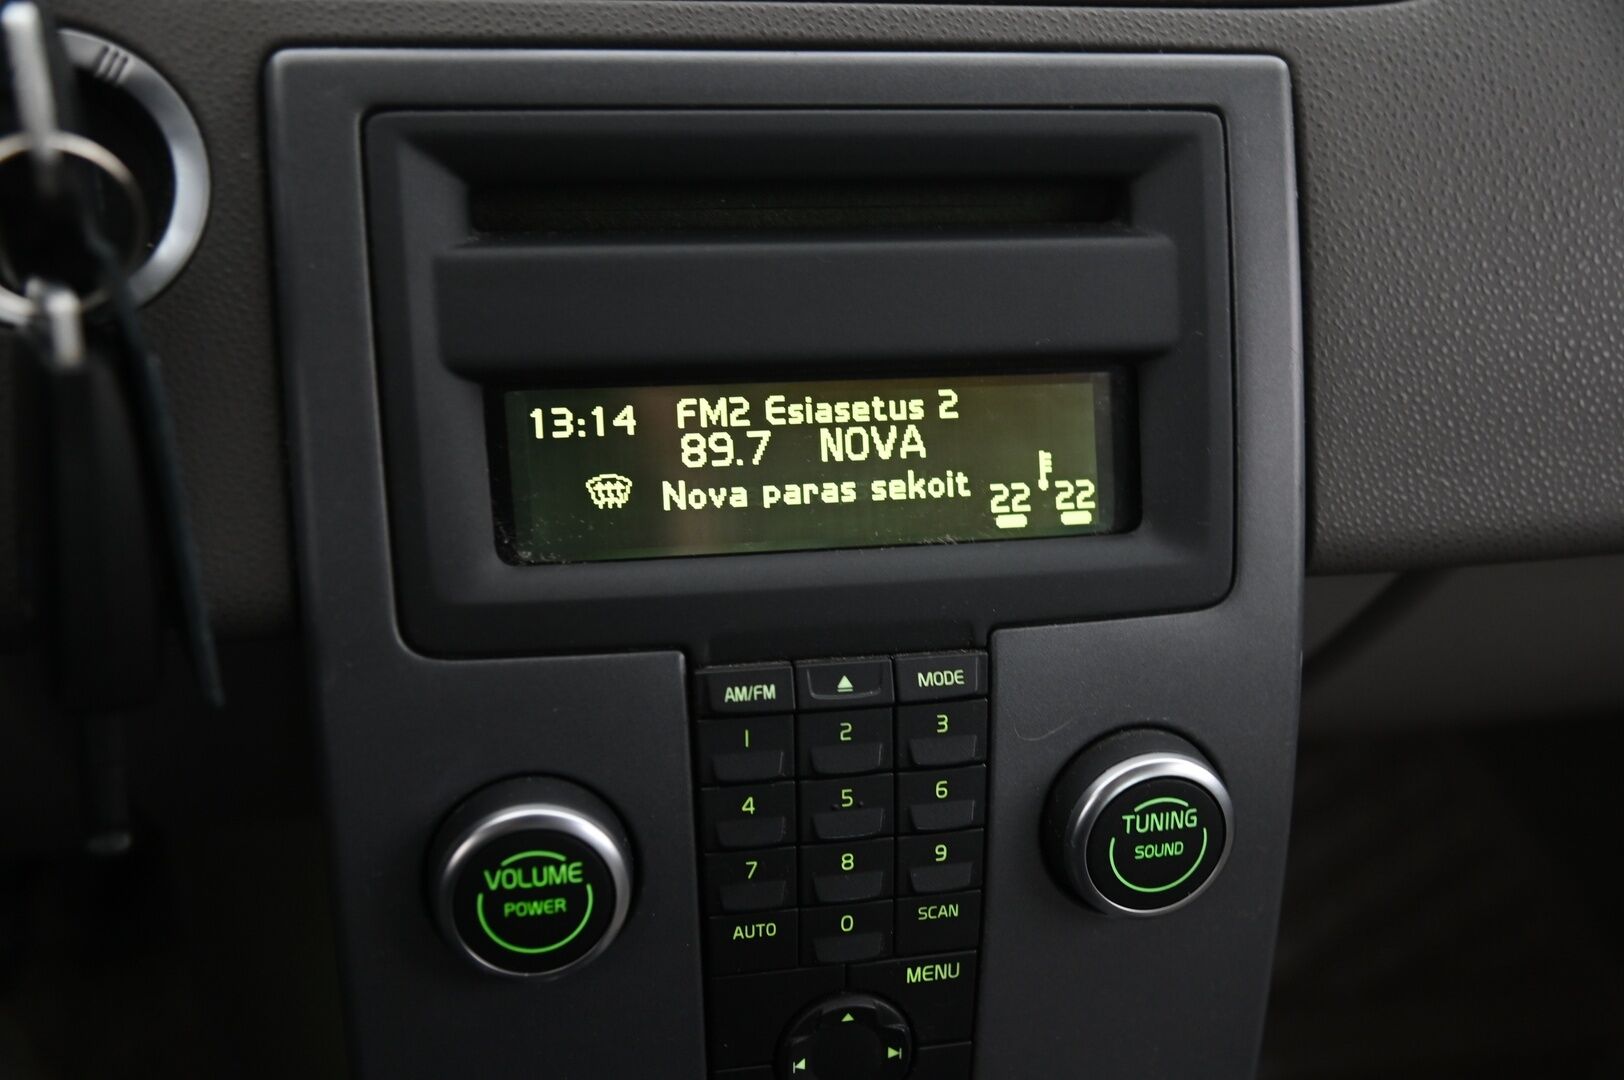 13:14 FM2 Esiasetus 2
89.7 NOVA
Nova paras sekoit 22 22
AM/FM MODE
1 2 3
4 5 6
7 8 9
AUTO 0 SCAN
MENU
VOLUME
POWER
TUNING
SOUND